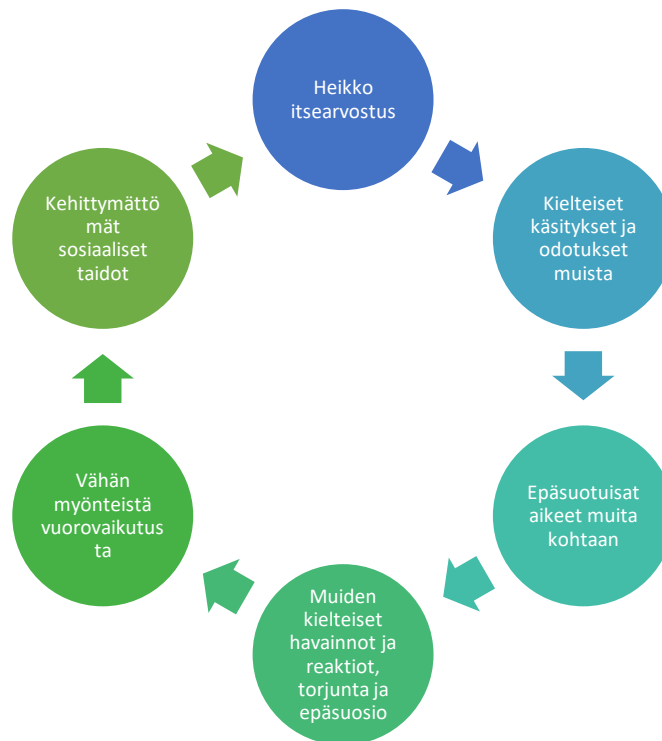 Heikko
itsearvostus
Kielteiset
käsitykset ja
odotukset
muista
Epäsuotuisat
aikeet muita
kohtaan
Muiden
kielteiset
havainnot ja
reaktiot,
torjunta ja
epäsuosio
Vähän
myönteistä
vuorovaikutus
ta
Kehittymättö
mät
sosiaaliset
taidot